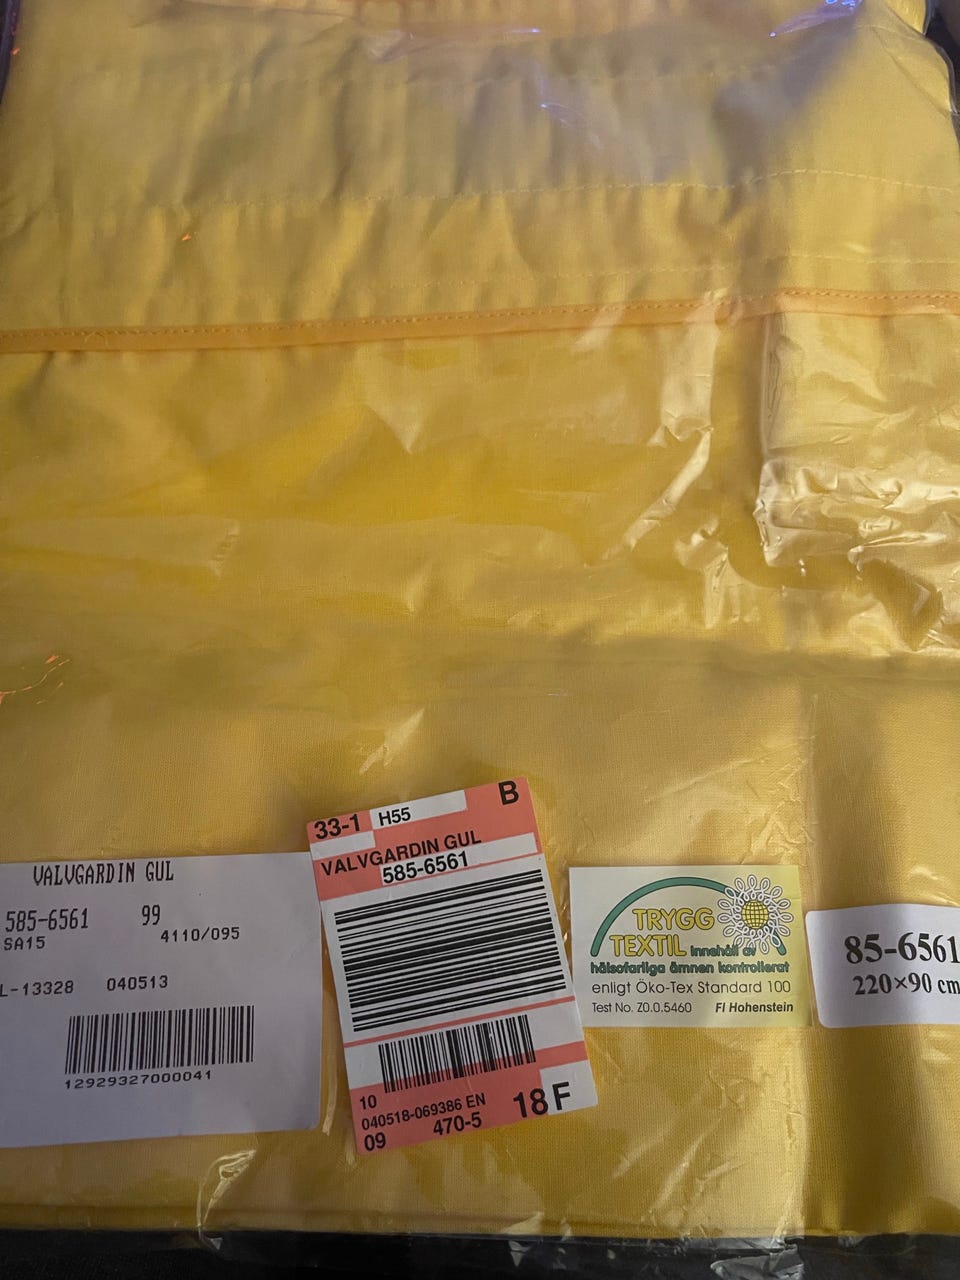 VALVGARDIN GUL
585-6561 99
SA15 4110/095
L-13328 040513
12929327000041
33-1 H55 B
VALVGARDIN GUL
585-6561
10
040518-069386 EN
09 470-5 18 F
TRYGG
TEXTIL innehåll av
hälsofarliga ämnen kontrollerat
enligt Öko-Tex Standard 100
Test No. Z0.0.5460 FI Hohenstein
85-6561
220×90 cm